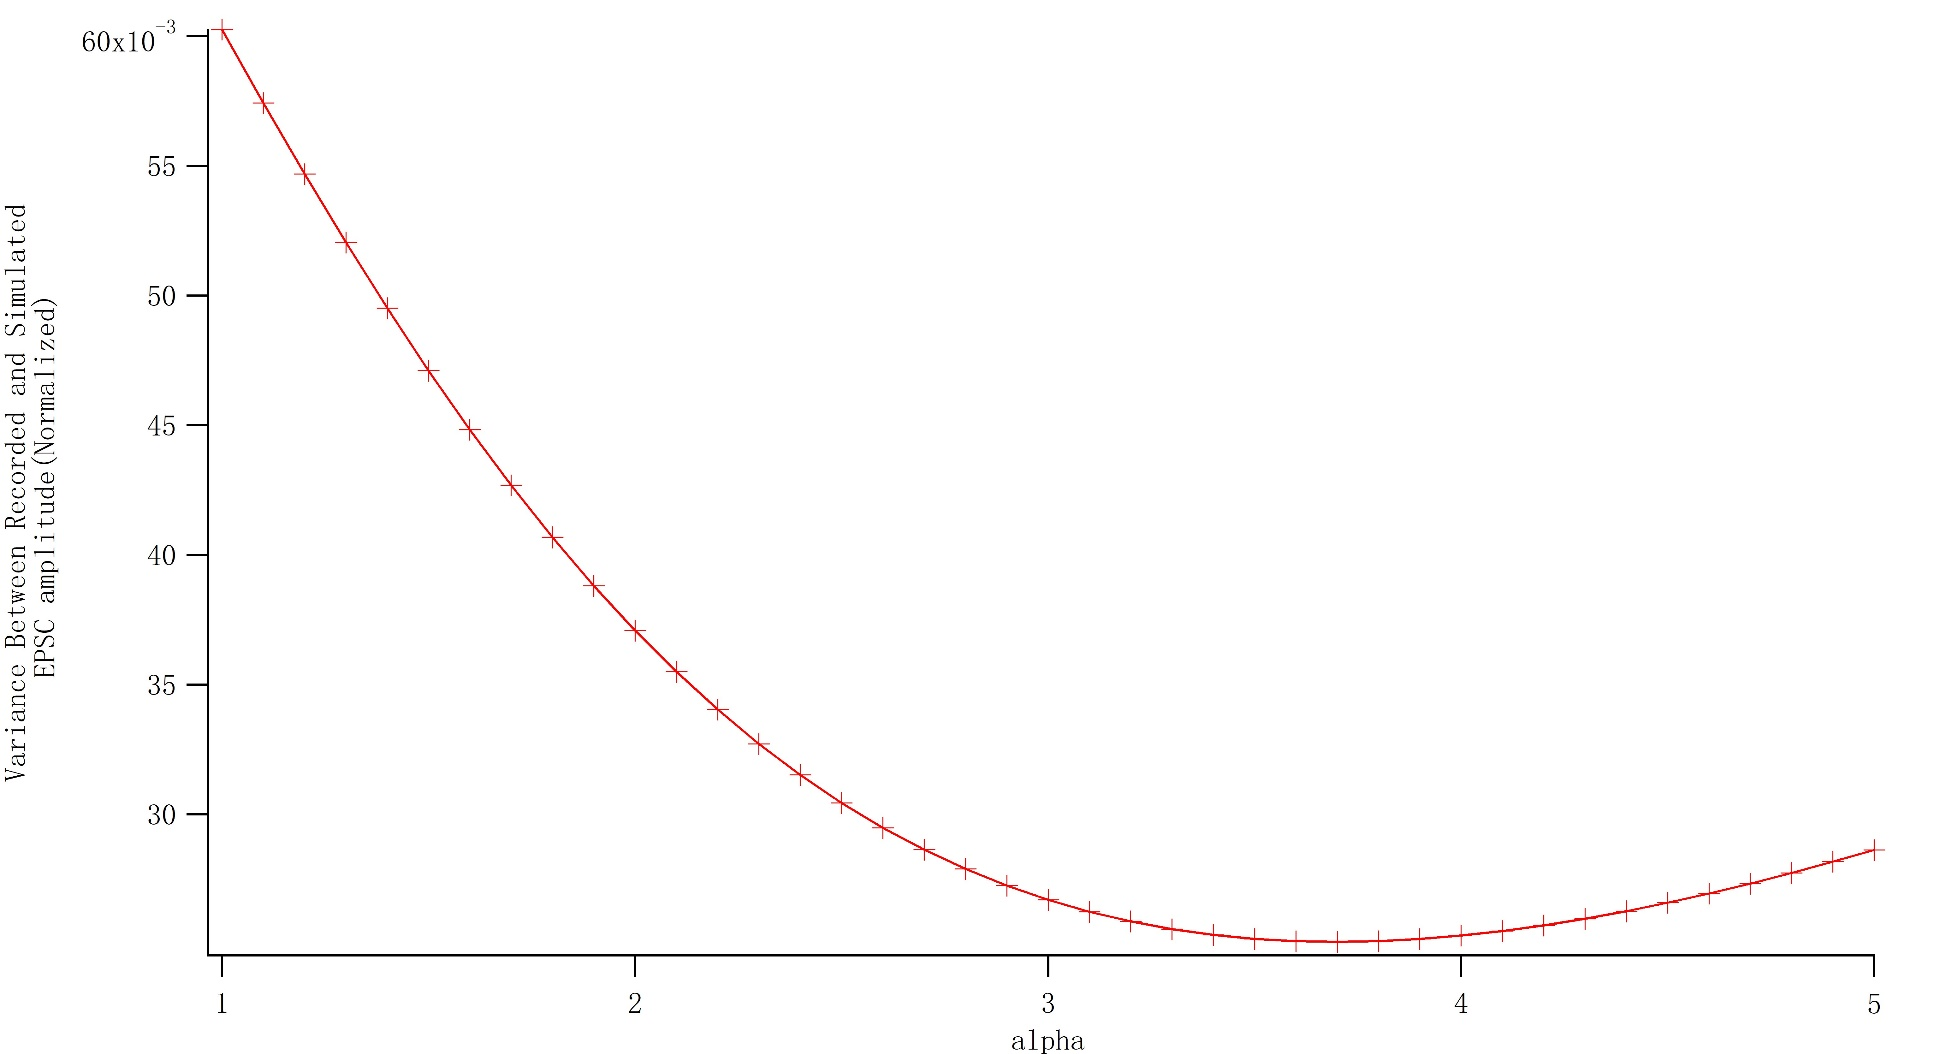 Variance Between Recorded and Simulated
EPSC amplitude(Normalized)
60x10⁻³
55
50
45
40
35
30
1
2
3
4
5
alpha